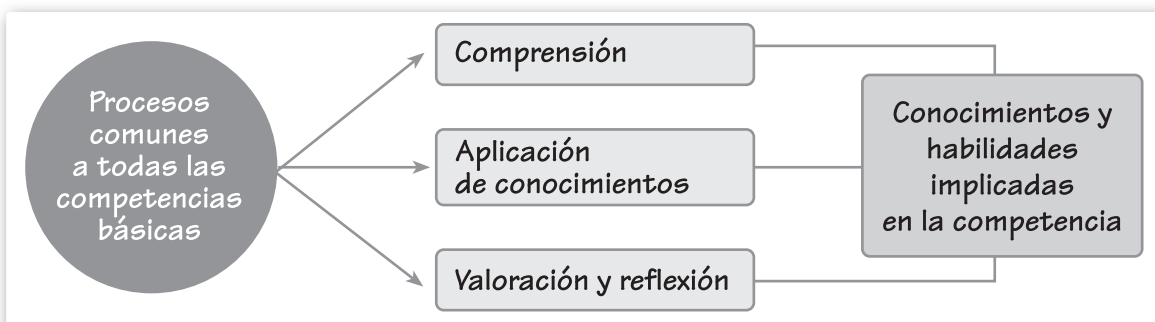 Procesos
comunes
a todas las
competencias
básicas
Comprensión
Aplicación
de conocimientos
Valoración y reflexión
Conocimientos y
habilidades
implicadas
en la competencia